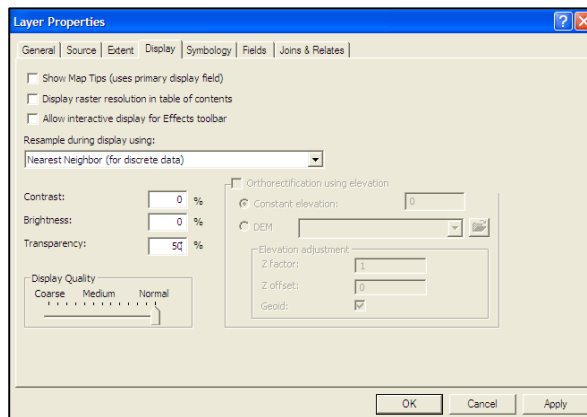 Layer Properties
General Source Extent Display Symbology Fields Joins & Relates
Show Map Tips (uses primary display field)
Display raster resolution in table of contents
Allow interactive display for Effects toolbar
Resample during display using:
Nearest Neighbor (for discrete data)
Contrast: 0 %
Brightness: 0 %
Transparency: 50 %
Display Quality
Coarse Medium Normal
Orthorectification using elevation
Constant elevation: 0
DEM
Elevation adjustment
Z factor: 1
Z offset: 0
Geoid:
OK Cancel Apply